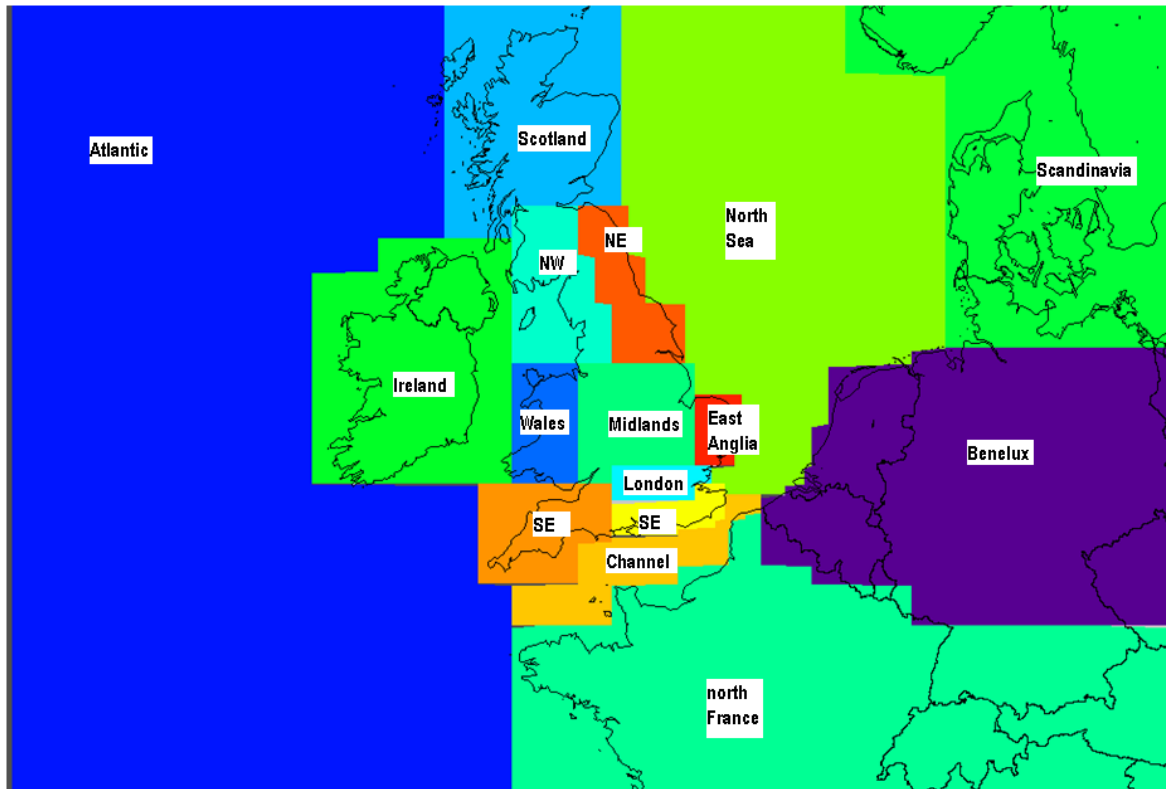 Scotland
Atlantic
Scandinavia
North
Sea
NE
NW
Ireland
Wales
Midlands
East
Anglia
Benelux
London
SE
SE
Channel
north
France